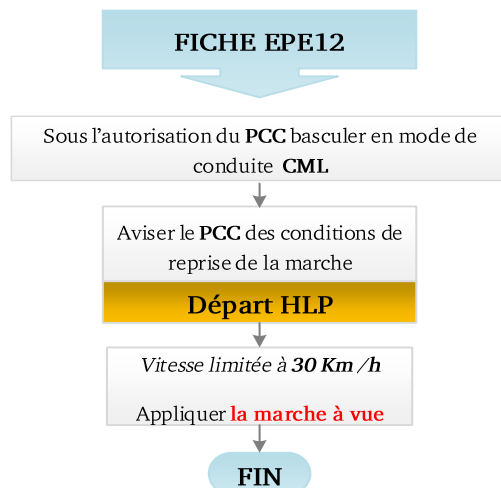 FICHE EPE12
Sous l'autorisation du PCC basculer en mode de
conduite CML
Aviser le PCC des conditions de
reprise de la marche
Départ HLP
Vitesse limitée à 30 Km/h
Appliquer la marche à vue
FIN